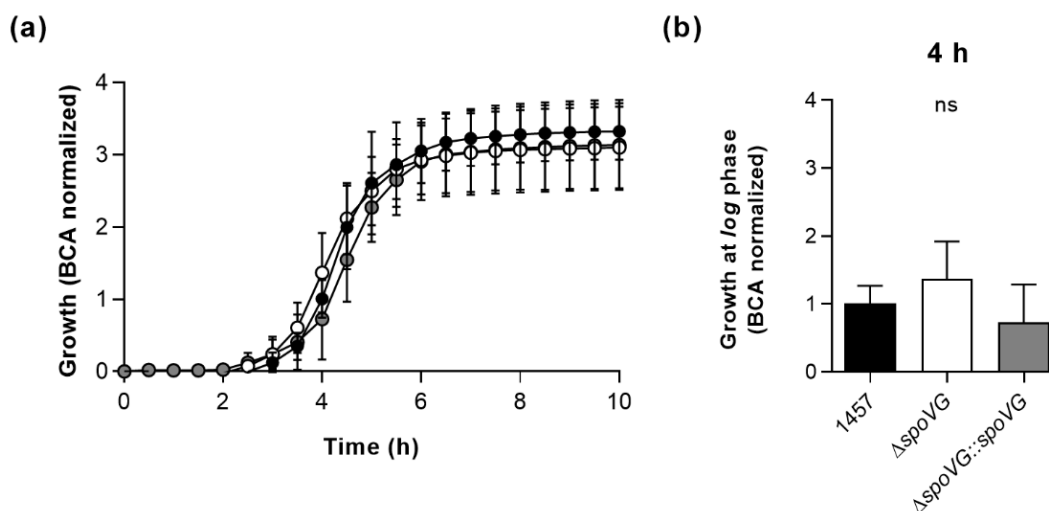 (a)
Growth (BCA normalized)
4
3
2
1
0
0 2 4 6 8 10
Time (h)
(b)
4 h
ns
Growth at log phase
(BCA normalized)
4
3
2
1
0
1457
ΔspoVG
ΔspoVG::spoVG